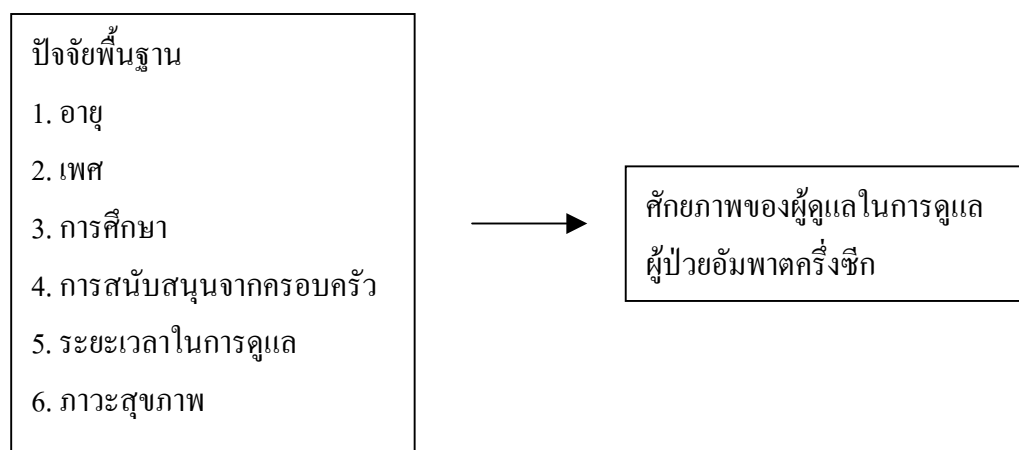 ปัจจัยพื้นฐาน
1. อายุ
2. เพศ
3. การศึกษา
4. การสนับสนุนจากครอบครัว
5. ระยะเวลาในการดูแล
6. ภาวะสุขภาพ
ศักยภาพของผู้ดูแลในการดูแล
ผู้ป่วยอัมพาตครึ่งซีก